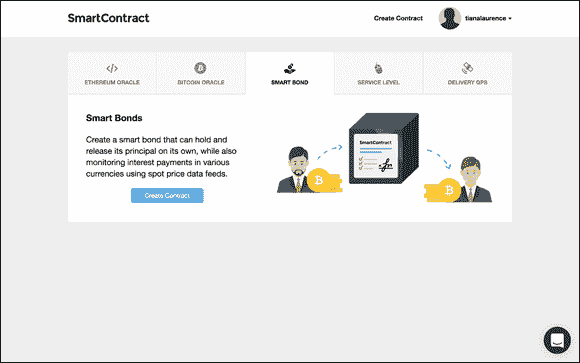 SmartContract
Create Contract
tianalaurence
ETHEREUM ORACLE
BITCOIN ORACLE
SMART BOND
SERVICE LEVEL
DELIVERY GPS
Smart Bonds
Create a smart bond that can hold and
release its principal on its own, while also
monitoring interest payments in various
currencies using spot price data feeds.
Create Contract
SmartContract
B
B